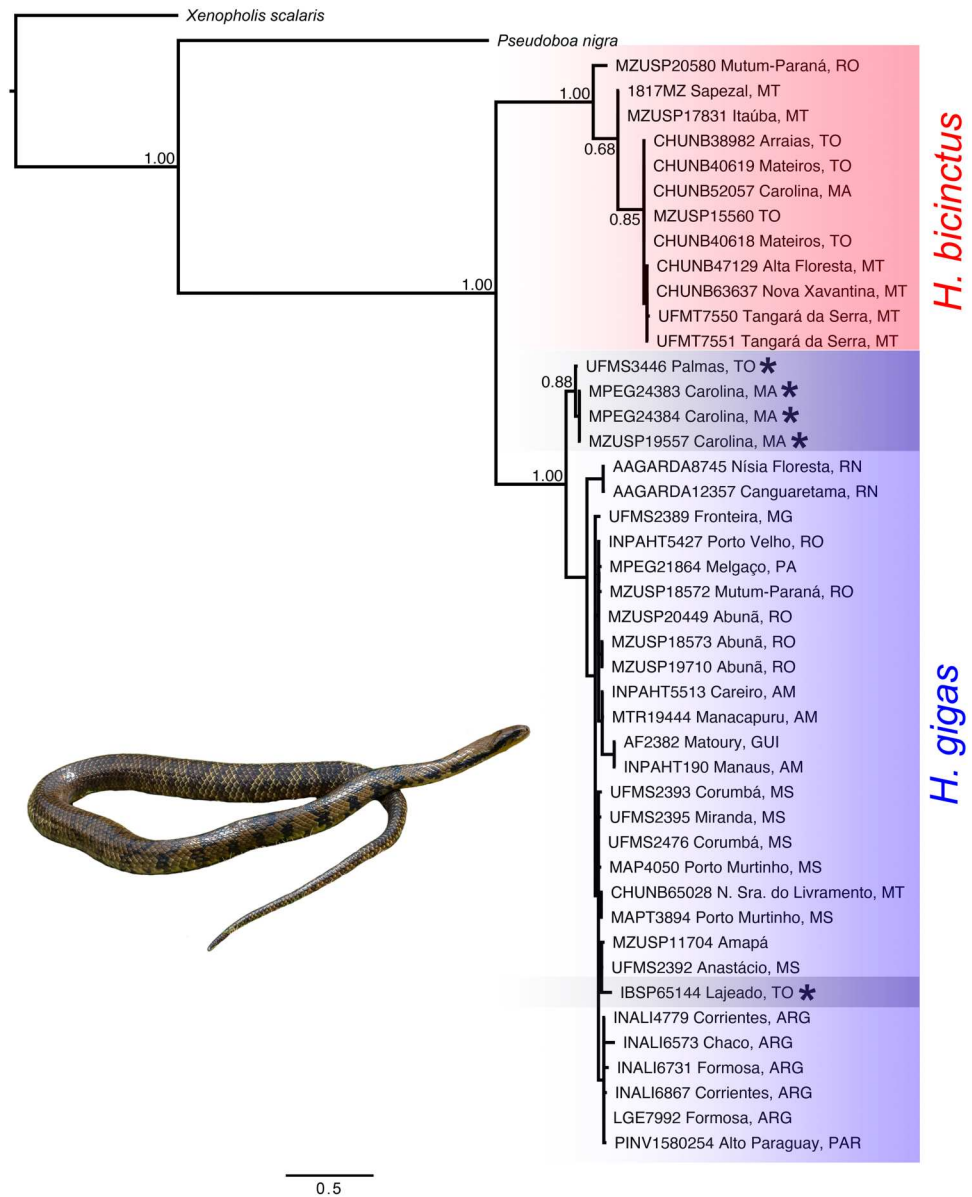 Xenopholis scalaris
Pseudoboa nigra
MZUSP20580 Mutum-Paraná, RO
1.00
1817MZ Sapezal, MT
MZUSP17831 Itaúba, MT
CHUNB38982 Arraias, TO
0.68
1.00
CHUNB40619 Mateiros, TO
CHUNB52057 Carolina, MA
MZUSP15560 TO
0.85
CHUNB40618 Mateiros, TO
CHUNB47129 Alta Floresta, MT
1.00
CHUNB63637 Nova Xavantina, MT
UFMT7550 Tangará da Serra, MT
UFMT7551 Tangará da Serra, MT
H. bicinctus
UFMS3446 Palmas, TO *
0.88
MPEG24383 Carolina, MA *
MPEG24384 Carolina, MA *
MZUSP19557 Carolina, MA *
AAGARDA8745 Nísia Floresta, RN
1.00
AAGARDA12357 Canguaretama, RN
UFMS2389 Fronteira, MG
INPAHT5427 Porto Velho, RO
MPEG21864 Melgaço, PA
MZUSP18572 Mutum-Paraná, RO
MZUSP20449 Abunã, RO
MZUSP18573 Abunã, RO
MZUSP19710 Abunã, RO
INPAHT5513 Careiro, AM
MTR19444 Manacapuru, AM
AF2382 Matoury, GUI
INPAHT190 Manaus, AM
UFMS2393 Corumbá, MS
UFMS2395 Miranda, MS
UFMS2476 Corumbá, MS
MAP4050 Porto Murtinho, MS
CHUNB65028 N. Sra. do Livramento, MT
MAPT3894 Porto Murtinho, MS
MZUSP11704 Amapá
UFMS2392 Anastácio, MS
IBSP65144 Lajeado, TO *
INALI4779 Corrientes, ARG
INALI6573 Chaco, ARG
INALI6731 Formosa, ARG
INALI6867 Corrientes, ARG
LGE7992 Formosa, ARG
PINV1580254 Alto Paraguay, PAR
H. gigas
0.5